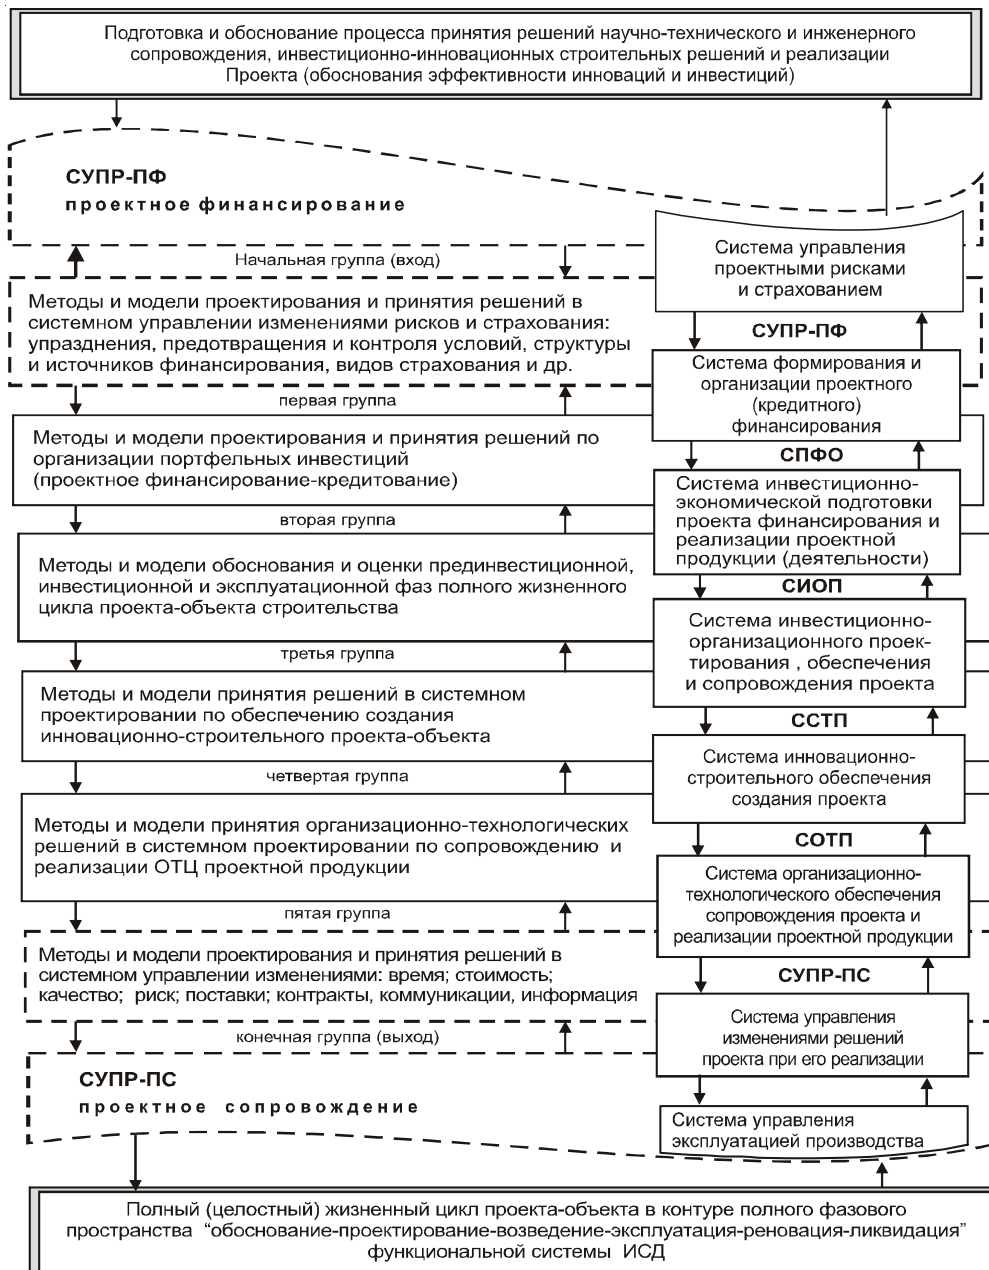 Подготовка и обоснование процесса принятия решений научно-технического и инженерного
сопровождения, инвестиционно-инновационных строительных решений и реализации
Проекта (обоснования эффективности инноваций и инвестиций)
СУПР-ПФ
проектное финансирование
Начальная группа (вход)
Методы и модели проектирования и принятия решений в
системном управлении изменениями рисков и страхования:
упразднения, предотвращения и контроля условий, структуры
и источников финансирования, видов страхования и др.
первая группа
Методы и модели проектирования и принятия решений по
организации портфельных инвестиций
(проектное финансирование-кредитование)
вторая группа
Методы и модели обоснования и оценки прединвестиционной,
инвестиционной и эксплуатационной фаз полного жизненного
цикла проекта-объекта строительства
третья группа
Методы и модели принятия решений в системном
проектировании по обеспечению создания
инновационно-строительного проекта-объекта
четвертая группа
Методы и модели принятия организационно-технологических
решений в системном проектировании по сопровождению и
реализации ОТЦ проектной продукции
пятая группа
Методы и модели проектирования и принятия решений в
системном управлении изменениями: время; стоимость;
качество; риск; поставки; контракты, коммуникации, информация
конечная группа (выход)
СУПР-ПС
проектное сопровождение
Система управления
проектными рисками
и страхованием
СУПР-ПФ
Система формирования и
организации проектного
(кредитного)
финансирования
СПФО
Система инвестиционно-
экономической подготовки
проекта финансирования и
реализации проектной
продукции (деятельности)
СИОП
Система инвестиционно-
организационного проек-
тирования , обеспечения
и сопровождения проекта
ССТП
Система инновационно-
строительного обеспечения
создания проекта
СОТП
Система организационно-
технологического обеспечения
сопровождения проекта и
реализации проектной продукции
СУПР-ПС
Система управления
изменениями решений
проекта при его реализации
Система управления
эксплуатацией производства
Полный (целостный) жизненный цикл проекта-объекта в контуре полного фазового
пространства “обоснование-проектирование-возведение-эксплуатация-реновация-ликвидация”
функциональной системы ИСД